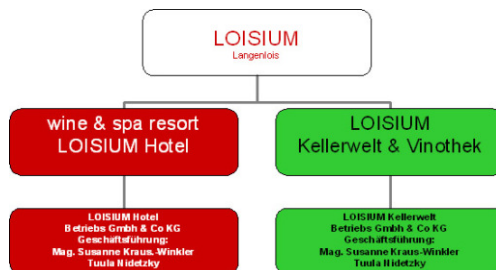 LOISIUM
Langenlois
wine & spa resort
LOISIUM Hotel
LOISIUM
Kellerwelt & Vinothek
LOISIUM Hotel
Betriebs Gmbh & Co KG
Geschäftsführung:
Mag. Susanne Kraus.-Winkler
Tuula Nidetzky
LOISIUM Kellerwelt
Betriebs Gmbh & Co KG
Geschäftsführung:
Mag. Susanne Kraus-Winkler
Tuula Nidetzky